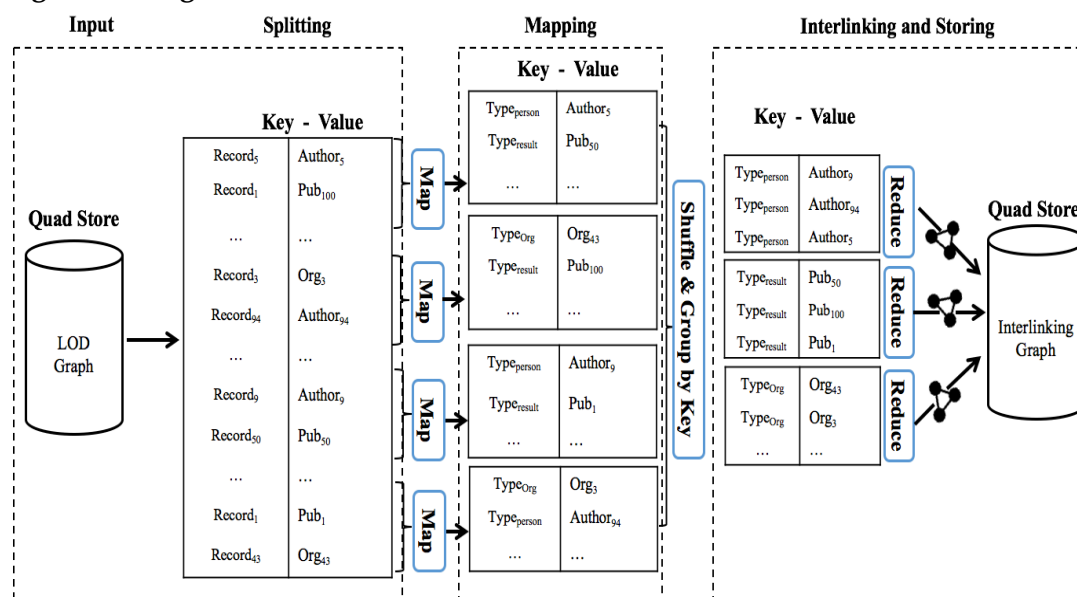 Input
Splitting
Mapping
Interlinking and Storing
Quad Store
LOD
Graph
Key - Value
Record5 Author5
Record1 Pub100
... ...
Record3 Org3
Record94 Author94
... ...
Record9 Author9
Record50 Pub50
... ...
Record1 Pub1
Record43 Org43
Map
Map
Map
Map
Key - Value
Typeperson Author5
Typeresult Pub50
... ...
TypeOrg Org43
Typeresult Pub100
... ...
Typeperson Author9
Typeresult Pub1
... ...
TypeOrg Org3
Typeperson Author94
... ...
Shuffle & Group by Key
Key - Value
Typeperson Author9
Typeperson Author94
Typeperson Author5
Typeresult Pub50
Typeresult Pub100
Typeresult Pub1
TypeOrg Org43
TypeOrg Org3
... ...
Reduce
Reduce
Reduce
Quad Store
Interlinking
Graph